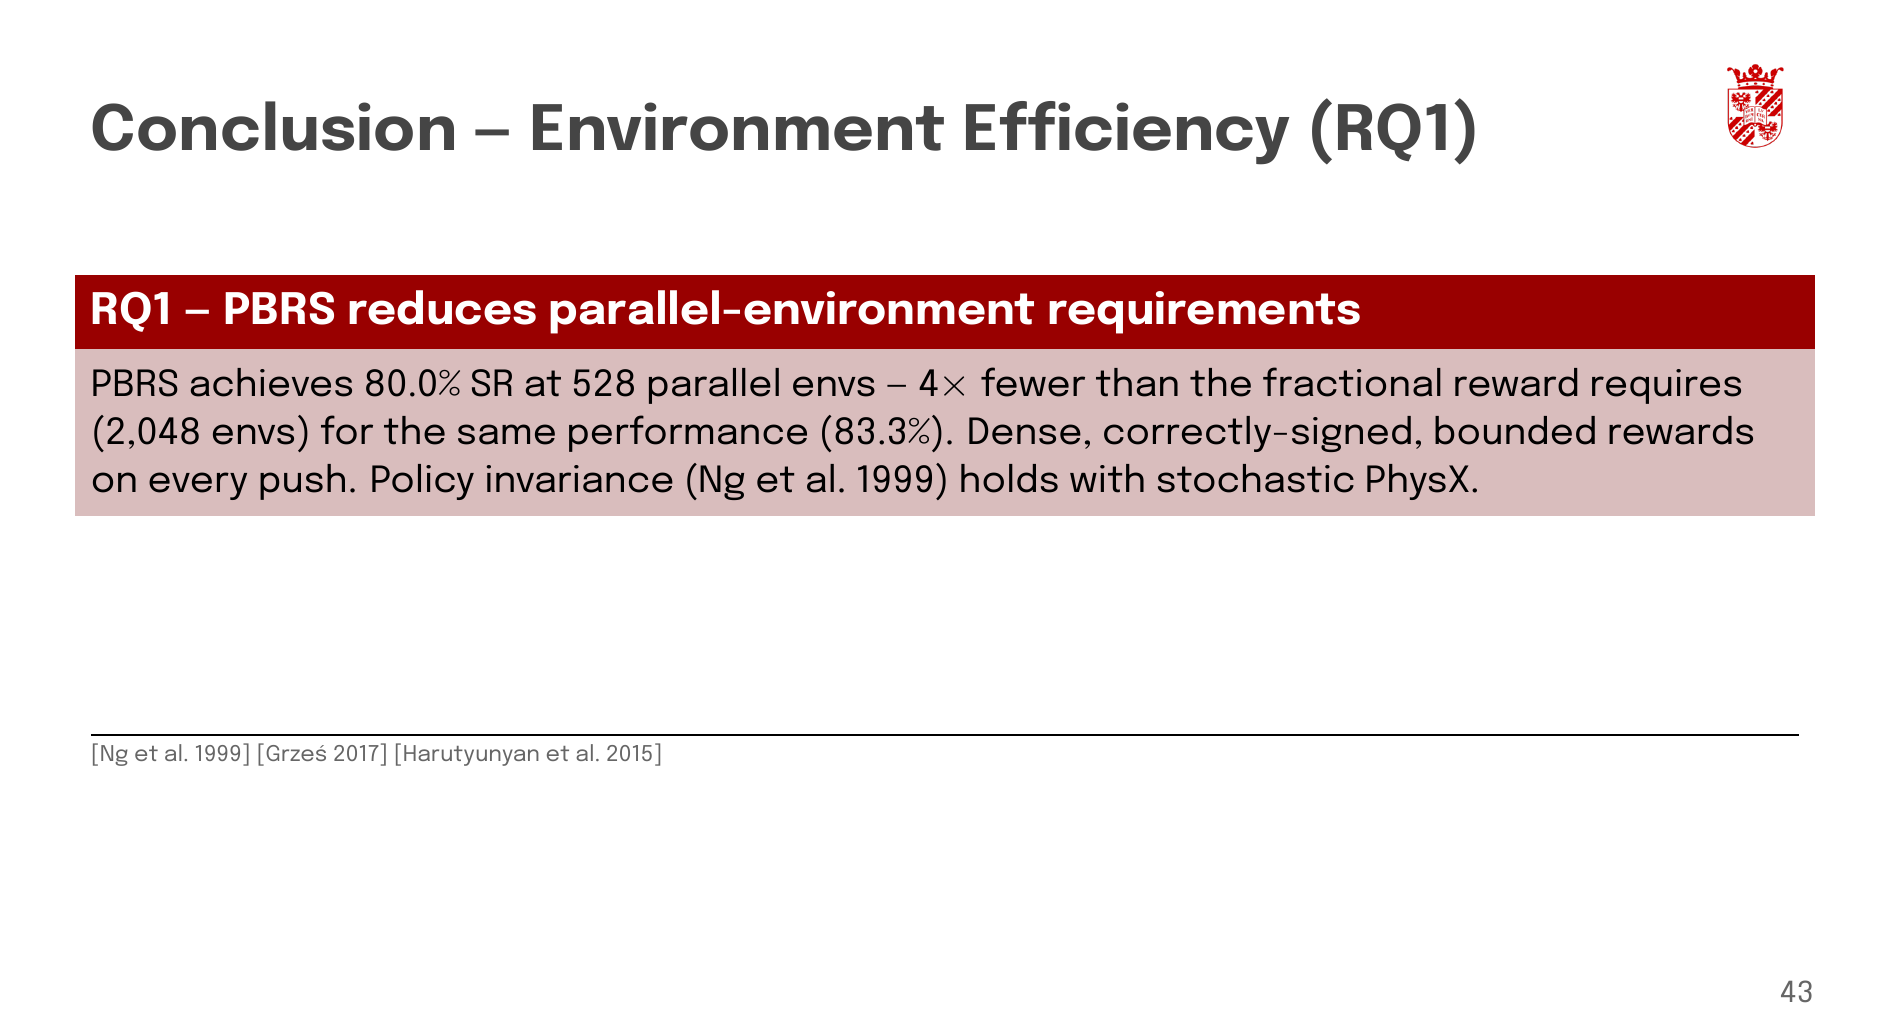 Conclusion – Environment Efficiency (RQ1)
RQ1 – PBRS reduces parallel-environment requirements
PBRS achieves 80.0% SR at 528 parallel envs – 4× fewer than the fractional reward requires
(2,048 envs) for the same performance (83.3%). Dense, correctly-signed, bounded rewards
on every push. Policy invariance (Ng et al. 1999) holds with stochastic PhysX.
[Ng et al. 1999] [Grześ 2017] [Harutyunyan et al. 2015]
43